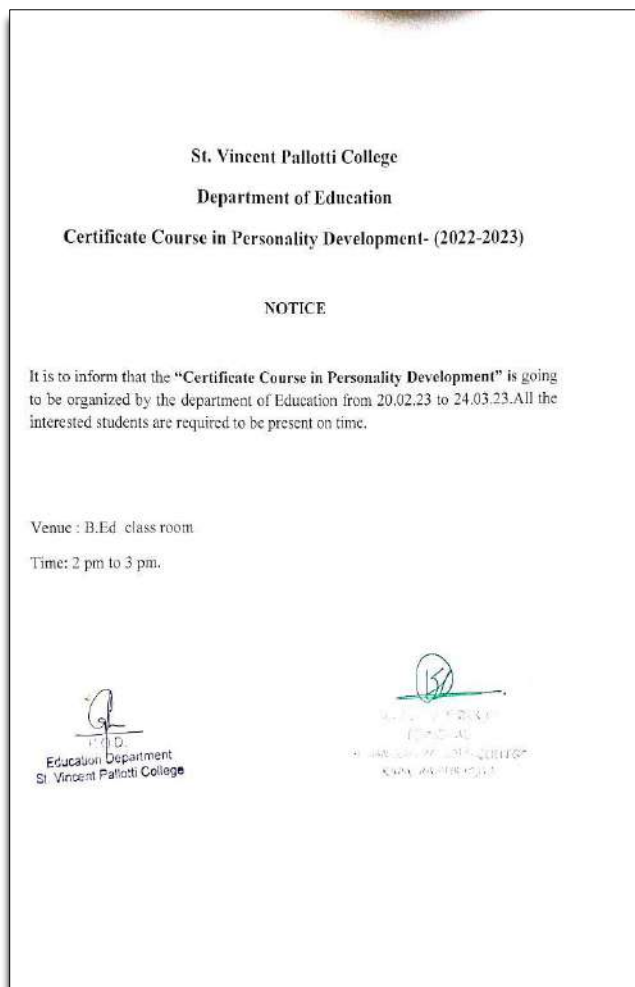 St. Vincent Pallotti College
Department of Education
Certificate Course in Personality Development- (2022-2023)
NOTICE
It is to inform that the “Certificate Course in Personality Development” is going
to be organized by the department of Education from 20.02.23 to 24.03.23.All the
interested students are required to be present on time.
Venue : B.Ed class room
Time: 2 pm to 3 pm.
H.O.D.
Education Department
St. Vincent Pallotti College
COLLEGE